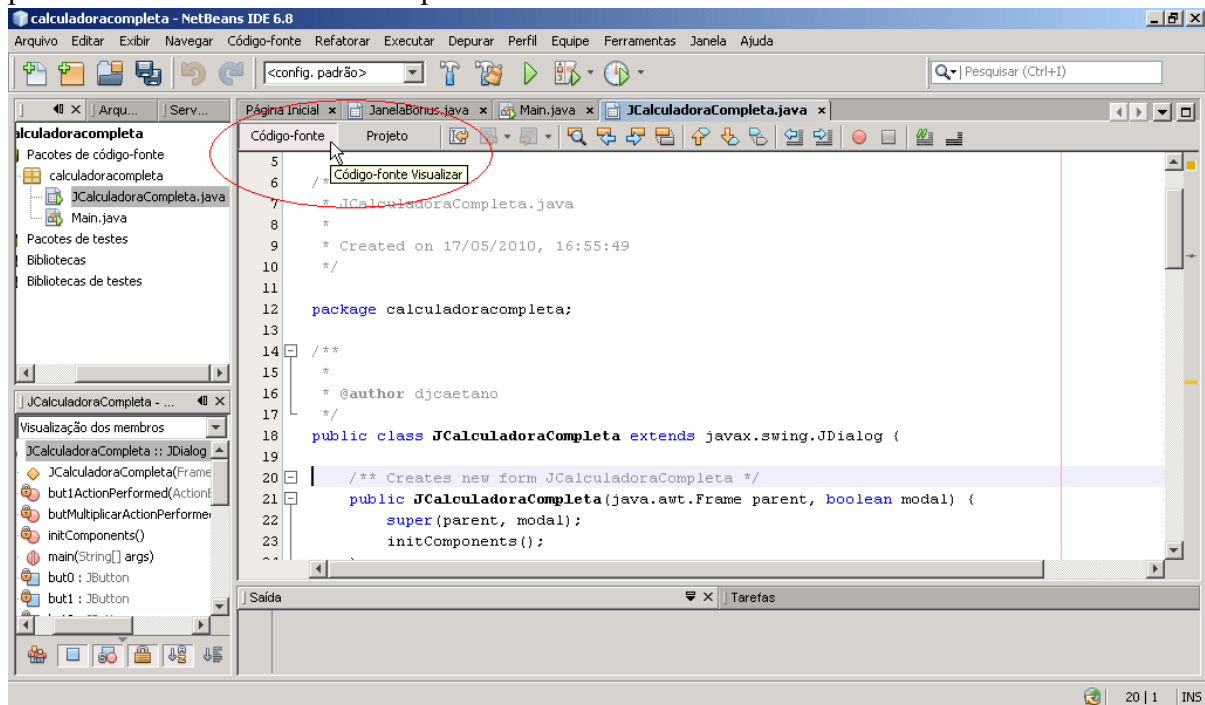 calculadoracompleta - NetBeans IDE 6.8
Arquivo Editar Exibir Navegar Código-fonte Refatorar Executar Depurar Perfil Equipe Ferramentas Janela Ajuda
<config. padrão>
Pesquisar (Ctrl+I)
Arqu... Serv...
Página Inicial JanelaBonus.java Main.java JCalculadoraCompleta.java
alculadoracompleta
Pacotes de código-fonte
calculadoracompleta
JCalculadoraCompleta.java
Main.java
Pacotes de testes
Bibliotecas
Bibliotecas de testes
JCalculadoraCompleta - ...
Visualização dos membros
JCalculadoraCompleta :: JDialog
JCalculadoraCompleta(Frame
but1ActionPerformed(ActionE
butMultiplicarActionPerforme
initComponents()
main(String[] args)
but0 : JButton
but1 : JButton
Código-fonte Projeto
Código-fonte Visualizar
5
6 /*
7 * JCalculadoraCompleta.java
8 *
9 * Created on 17/05/2010, 16:55:49
10 */
11
12 package calculadoracompleta;
13
14 /**
15 *
16 * @author djcaetano
17 */
18 public class JCalculadoraCompleta extends javax.swing.JDialog {
19
20 /** Creates new form JCalculadoraCompleta */
21 public JCalculadoraCompleta(java.awt.Frame parent, boolean modal) {
22 super(parent, modal);
23 initComponents();
Saída Tarefas
20 | 1 INS